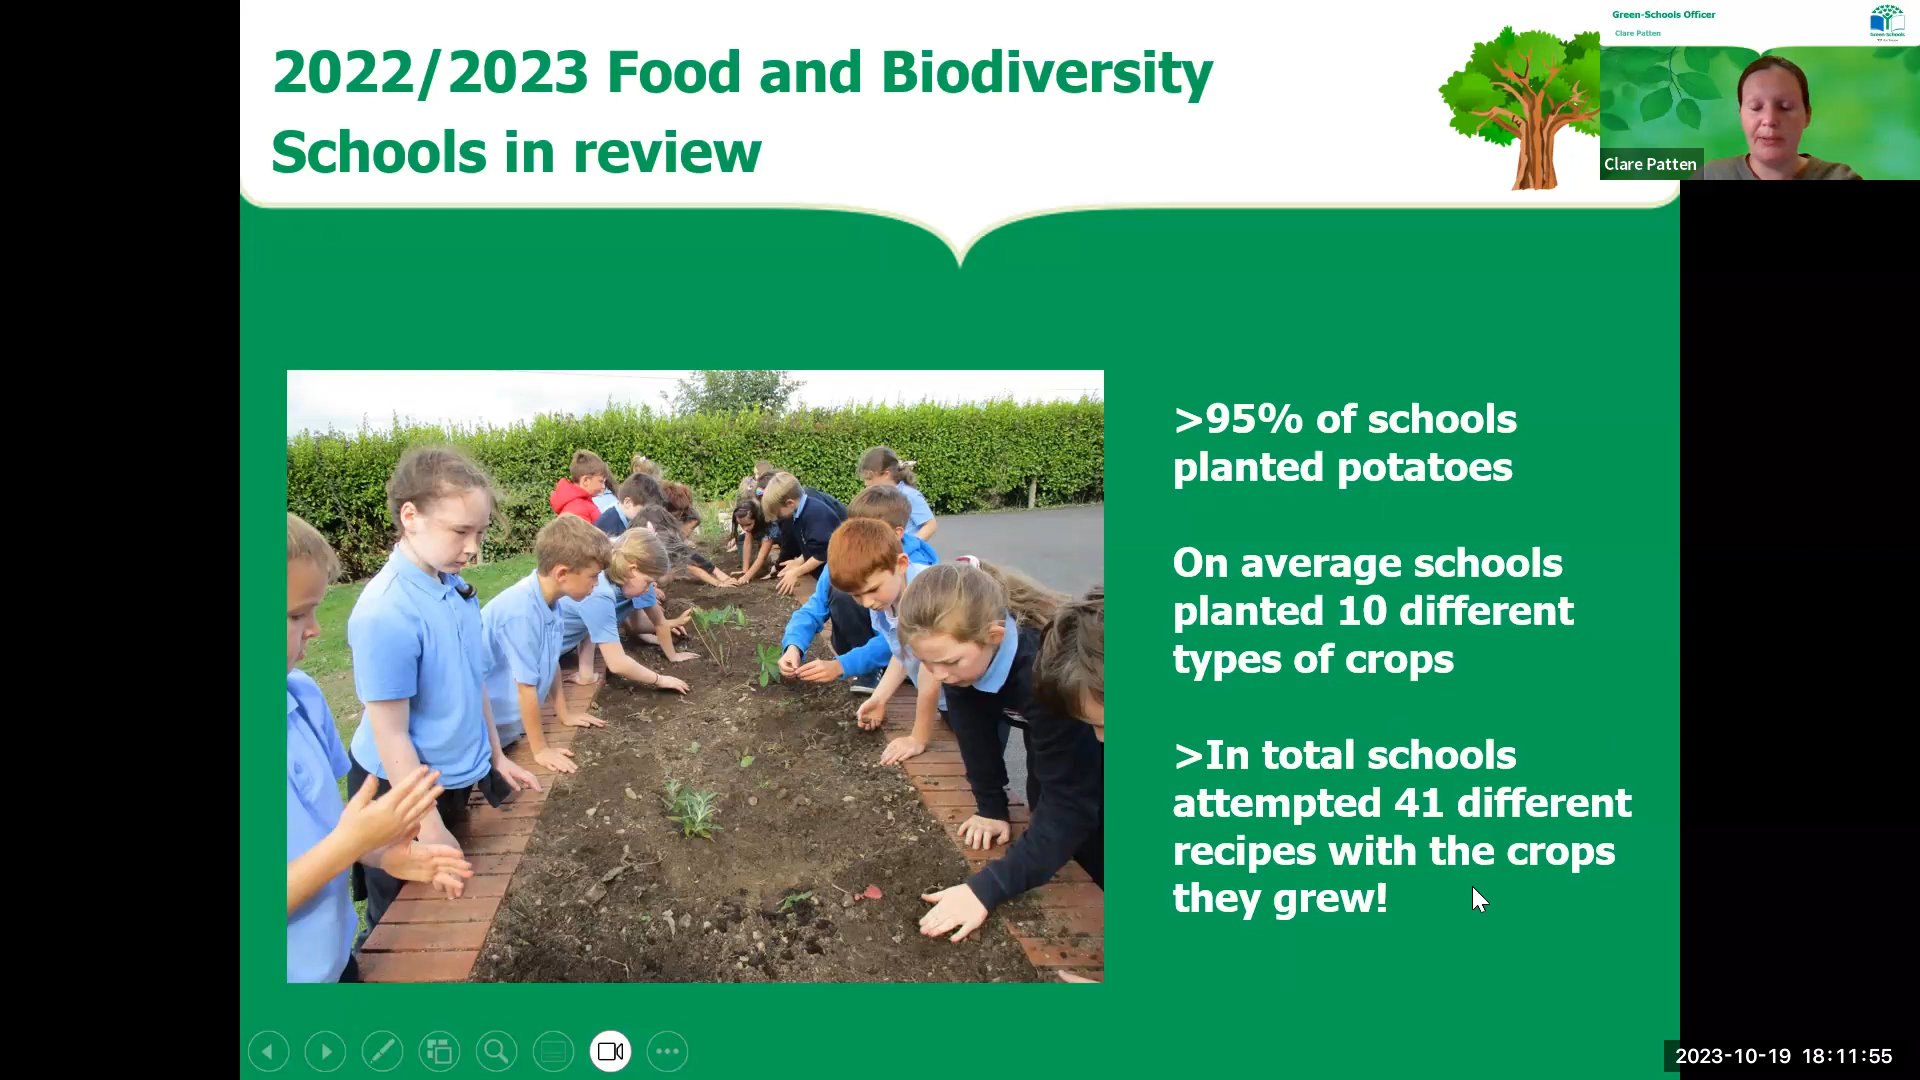 2022/2023 Food and Biodiversity
Schools in review
Green-Schools Officer
Clare Patten
Green-Schools
Clare Patten
>95% of schools
planted potatoes
On average schools
planted 10 different
types of crops
>In total schools
attempted 41 different
recipes with the crops
they grew!
2023-10-19 18:11:55